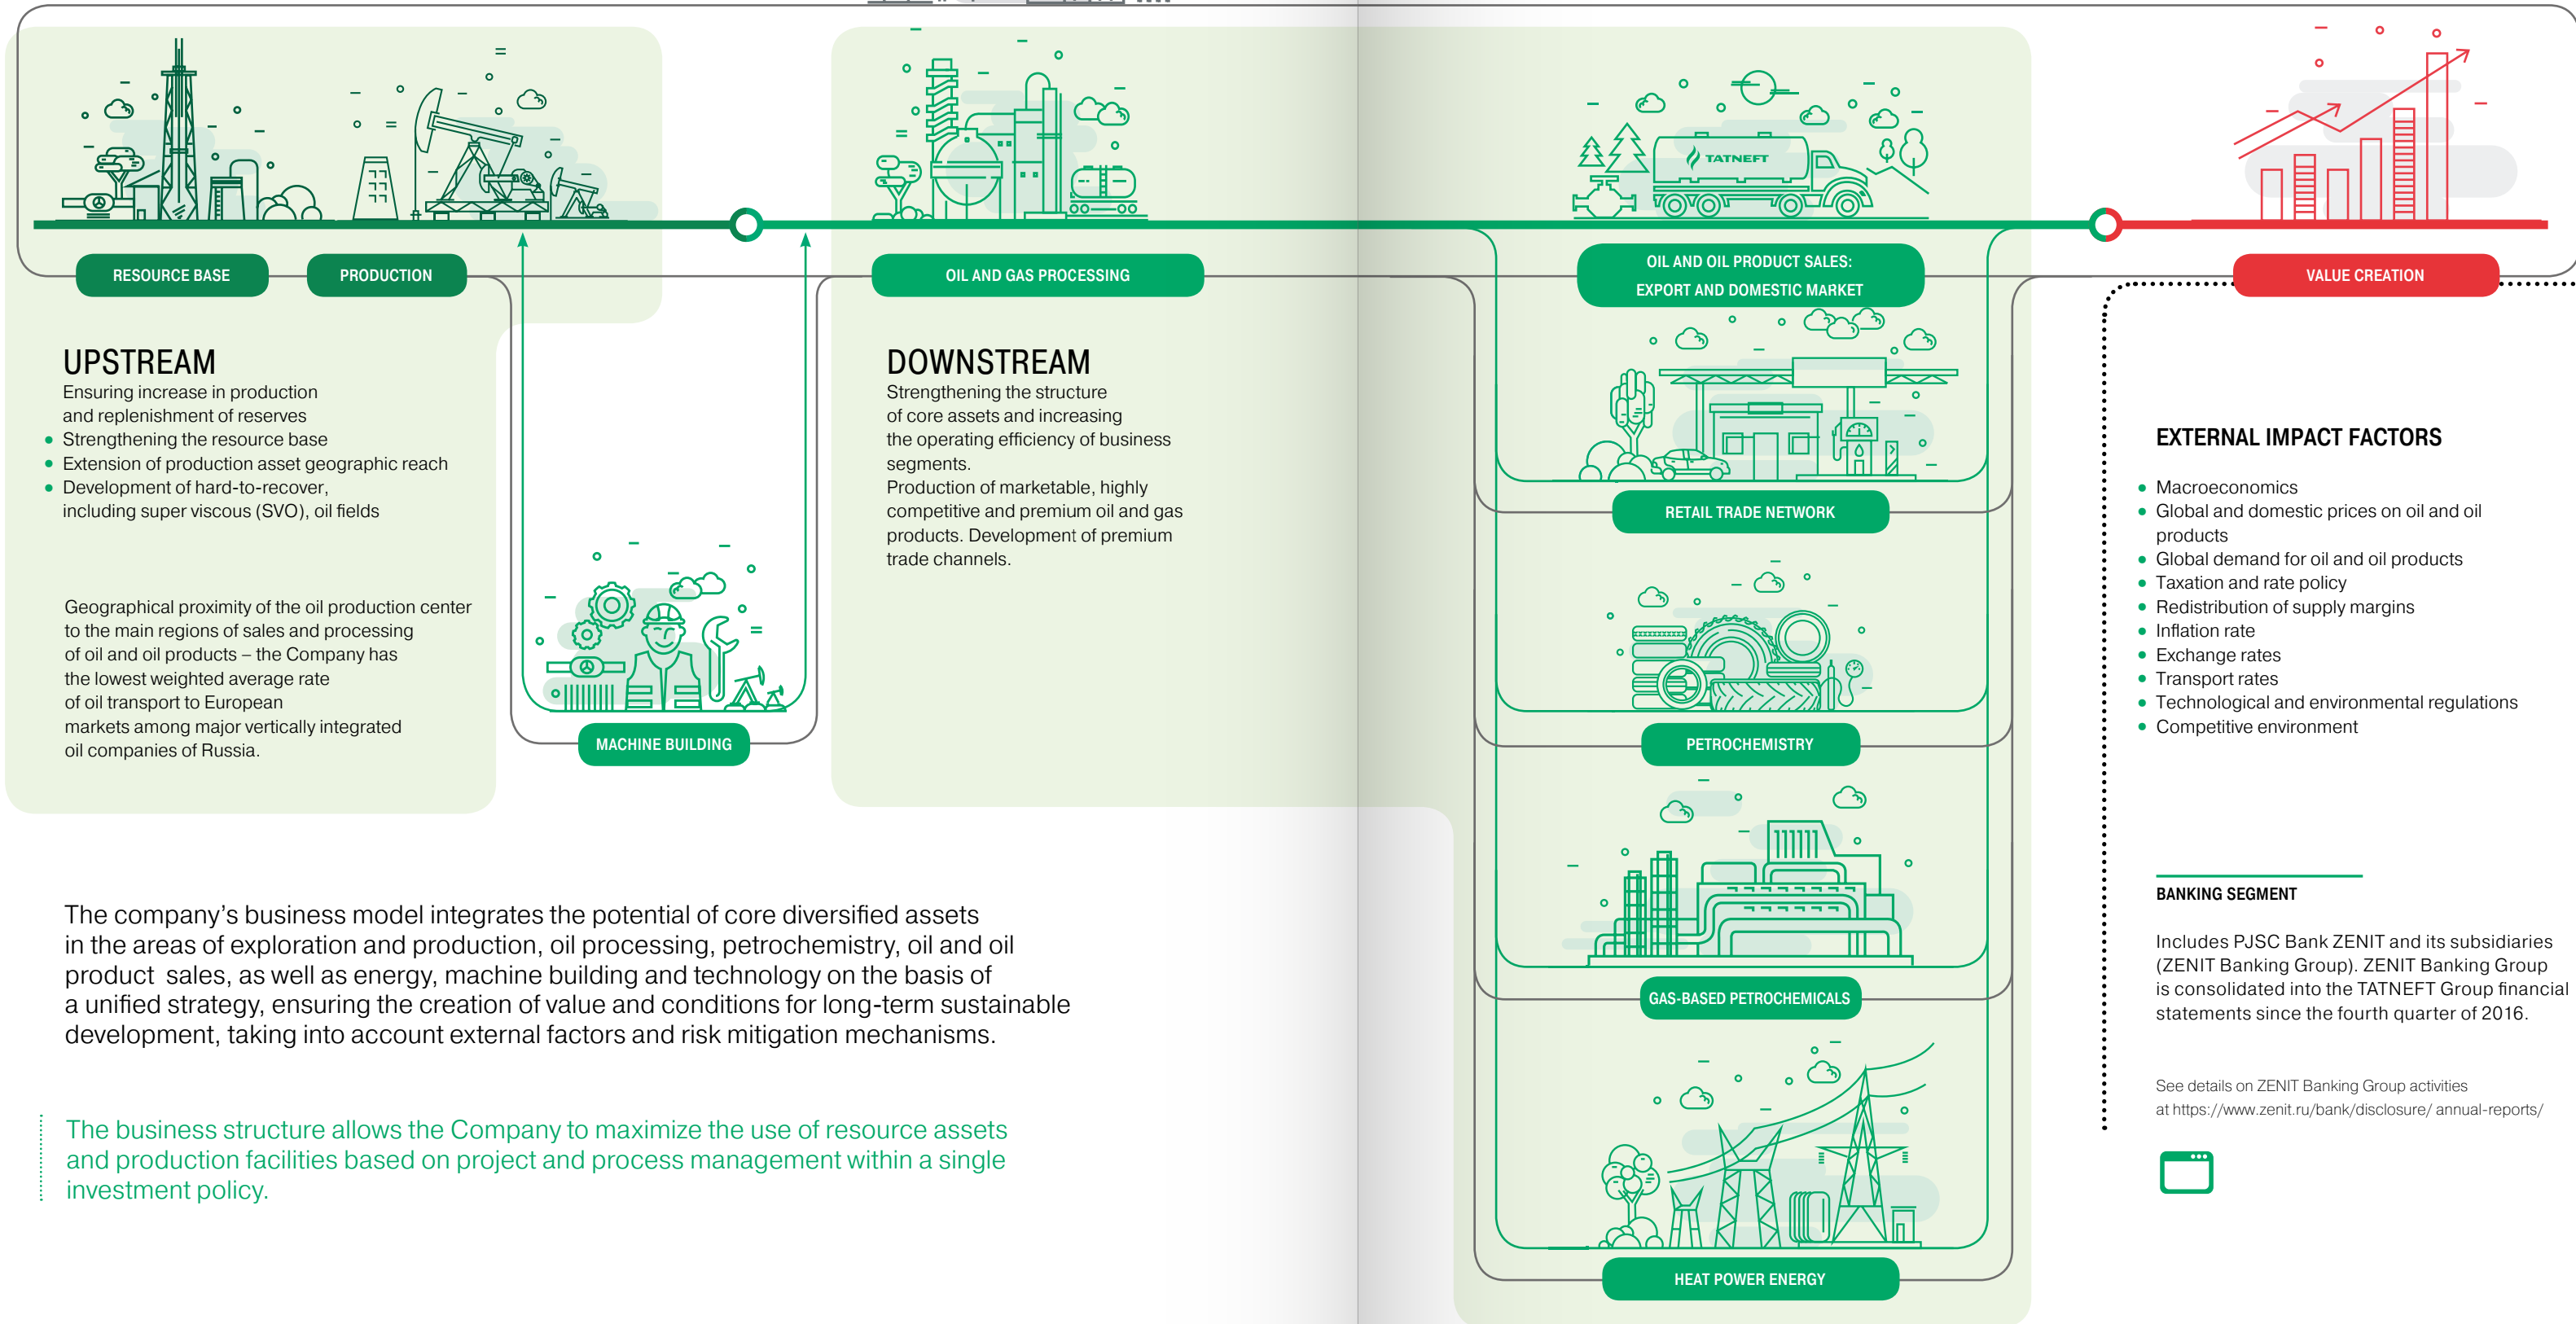 TATNEFT
RESOURCE BASE
PRODUCTION
OIL AND GAS PROCESSING
OIL AND OIL PRODUCT SALES:
EXPORT AND DOMESTIC MARKET
VALUE CREATION
UPSTREAM
Ensuring increase in production
and replenishment of reserves
• Strengthening the resource base
• Extension of production asset geographic reach
• Development of hard-to-recover,
including super viscous (SVO), oil fields
Geographical proximity of the oil production center
to the main regions of sales and processing
of oil and oil products – the Company has
the lowest weighted average rate
of oil transport to European
markets among major vertically integrated
oil companies of Russia.
MACHINE BUILDING
DOWNSTREAM
Strengthening the structure
of core assets and increasing
the operating efficiency of business
segments.
Production of marketable, highly
competitive and premium oil and gas
products. Development of premium
trade channels.
RETAIL TRADE NETWORK
PETROCHEMISTRY
GAS-BASED PETROCHEMICALS
HEAT POWER ENERGY
EXTERNAL IMPACT FACTORS
• Macroeconomics
• Global and domestic prices on oil and oil
products
• Global demand for oil and oil products
• Taxation and rate policy
• Redistribution of supply margins
• Inflation rate
• Exchange rates
• Transport rates
• Technological and environmental regulations
• Competitive environment
BANKING SEGMENT
Includes PJSC Bank ZENIT and its subsidiaries
(ZENIT Banking Group). ZENIT Banking Group
is consolidated into the TATNEFT Group financial
statements since the fourth quarter of 2016.
See details on ZENIT Banking Group activities
at https://www.zenit.ru/bank/disclosure/ annual-reports/
The company's business model integrates the potential of core diversified assets
in the areas of exploration and production, oil processing, petrochemistry, oil and oil
product  sales, as well as energy, machine building and technology on the basis of
a unified strategy, ensuring the creation of value and conditions for long-term sustainable
development, taking into account external factors and risk mitigation mechanisms.
The business structure allows the Company to maximize the use of resource assets
and production facilities based on project and process management within a single
investment policy.